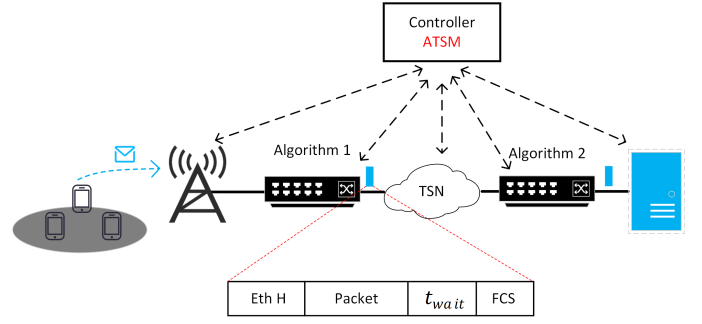 Controller
ATSM
Algorithm 1
Algorithm 2
TSN
Eth H
Packet
t_wait
FCS